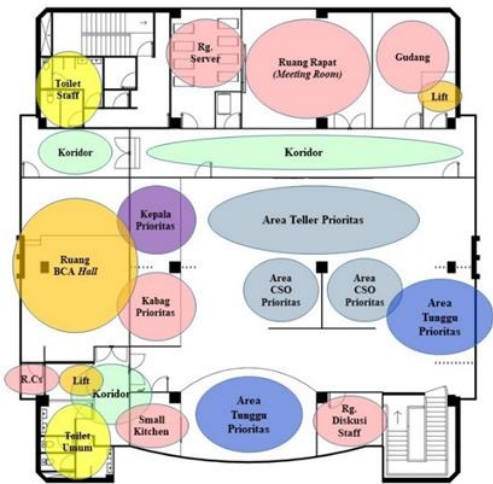 Toilet
Staff
Rg.
Server
Ruang Rapat
(Meeting Room)
Gudang
Lift
Koridor
Koridor
Kepala
Prioritas
Area Teller Prioritas
Ruang
BCA Hall
Kabag
Prioritas
Area
CSO
Prioritas
Area
CSO
Prioritas
Area
Tunggu
Prioritas
R.Cs
Lift
Koridor
Toilet
Umum
Small
Kitchen
Area
Tunggu
Prioritas
Rg.
Diskusi
Staff